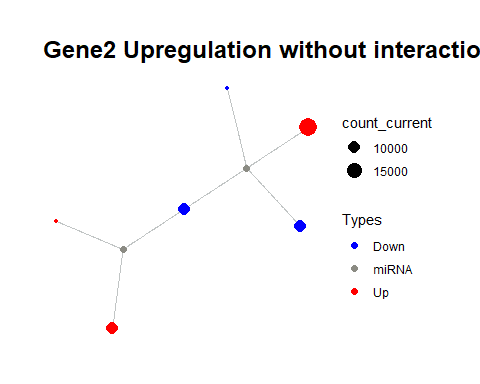 Gene2 Upregulation without interactio
count_current
10000
15000
Types
Down
miRNA
Up